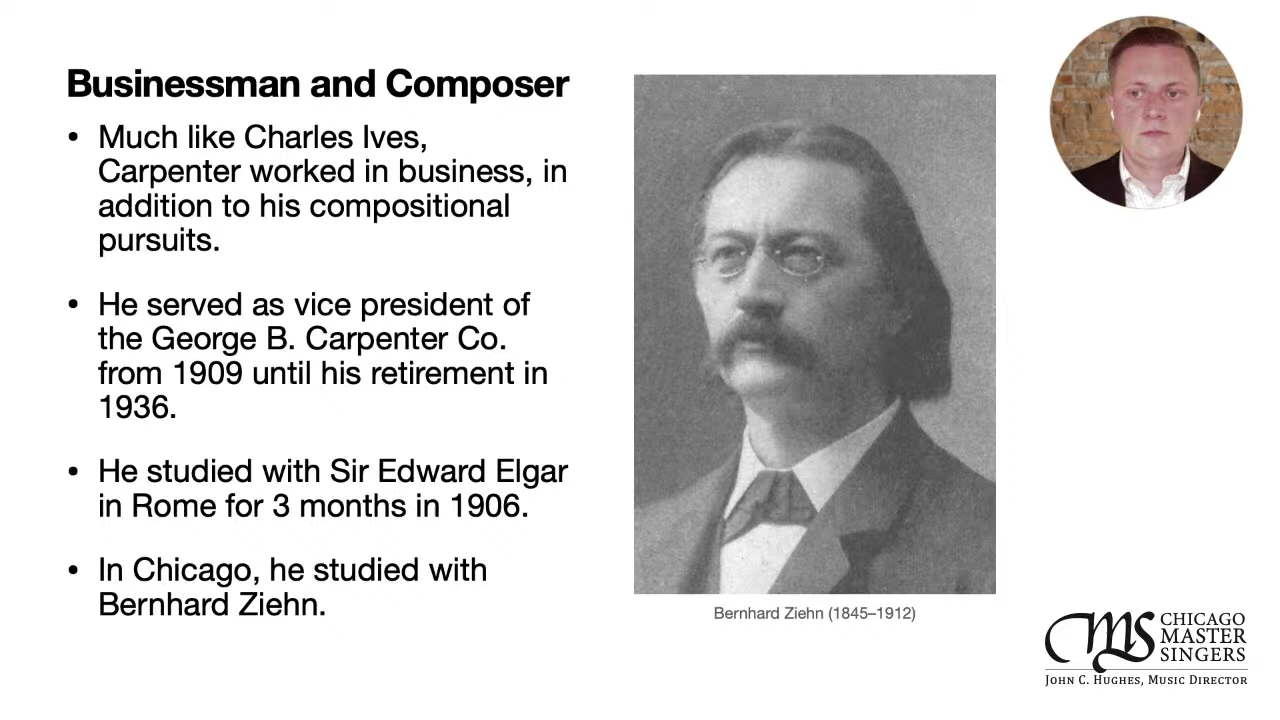 Businessman and Composer
• Much like Charles Ives,
Carpenter worked in business, in
addition to his compositional
pursuits.
• He served as vice president of
the George B. Carpenter Co.
from 1909 until his retirement in
1936.
• He studied with Sir Edward Elgar
in Rome for 3 months in 1906.
• In Chicago, he studied with
Bernhard Ziehn.
Bernhard Ziehn (1845–1912)
CMS
CHICAGO
MASTER
SINGERS
John C. Hughes, Music Director